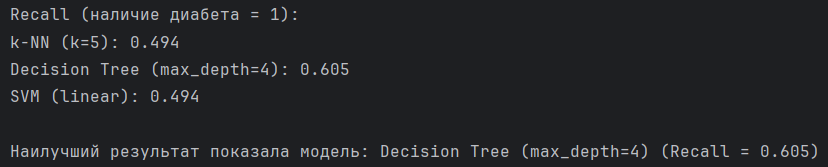 Recall (наличие диабета = 1):
k-NN (k=5): 0.494
Decision Tree (max_depth=4): 0.605
SVM (linear): 0.494
Наилучший результат показала модель: Decision Tree (max_depth=4) (Recall = 0.605)